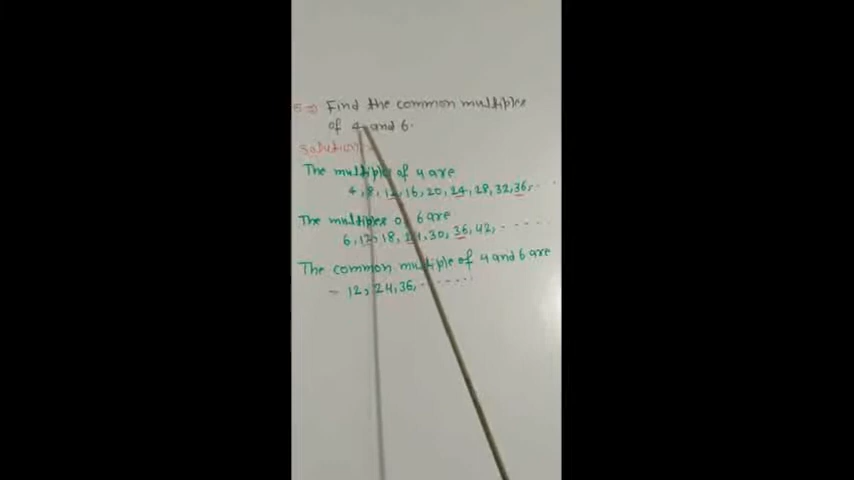 5 ⇒ Find the common multiple
of 4 and 6.
Solution
The multiple of 4 are
4, 8, 12, 16, 20, 24, 28, 32, 36, ....
The multiples of 6 are
6, 12, 18, 24, 30, 36, 42, .....
The common multiple of 4 and 6 are
- 12, 24, 36, .......